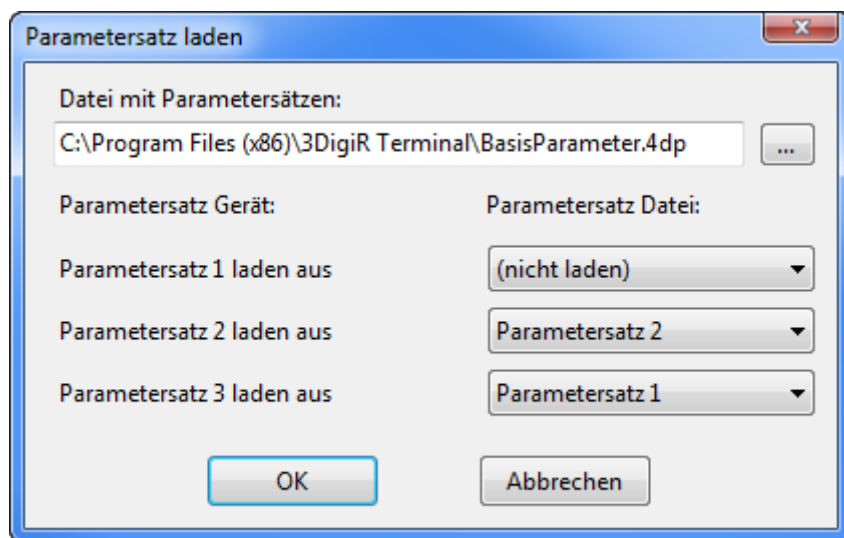 Parametersatz laden
Datei mit Parametersätzen:
C:\Program Files (x86)\3DigiR Terminal\BasisParameter.4dp
...
Parametersatz Gerät: Parametersatz Datei:
Parametersatz 1 laden aus (nicht laden)
Parametersatz 2 laden aus Parametersatz 2
Parametersatz 3 laden aus Parametersatz 1
OK Abbrechen